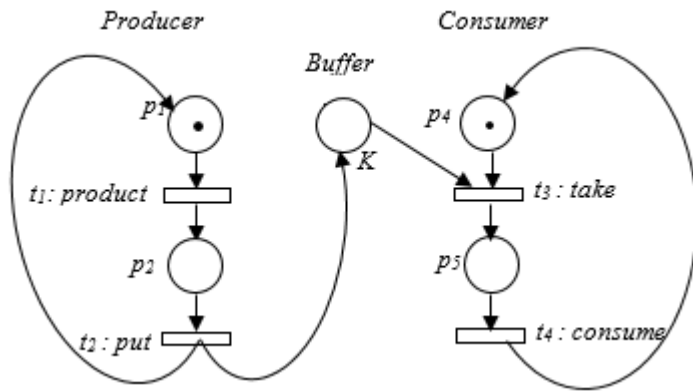 Producer
Consumer
Buffer
p1
p4
K
t1 : product
t3 : take
p2
p5
t2 : put
t4 : consume